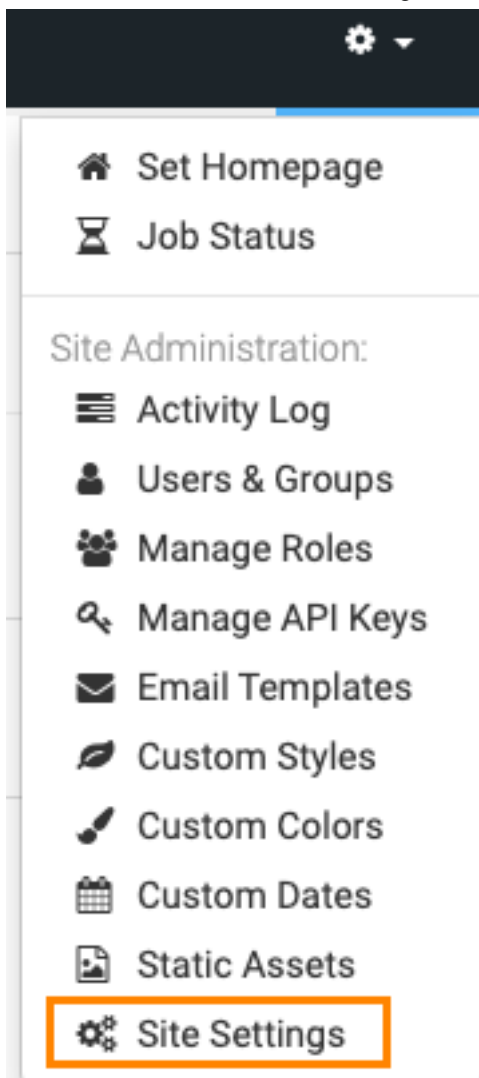 Set Homepage
Job Status
Site Administration:
Activity Log
Users & Groups
Manage Roles
Manage API Keys
Email Templates
Custom Styles
Custom Colors
Custom Dates
Static Assets
Site Settings